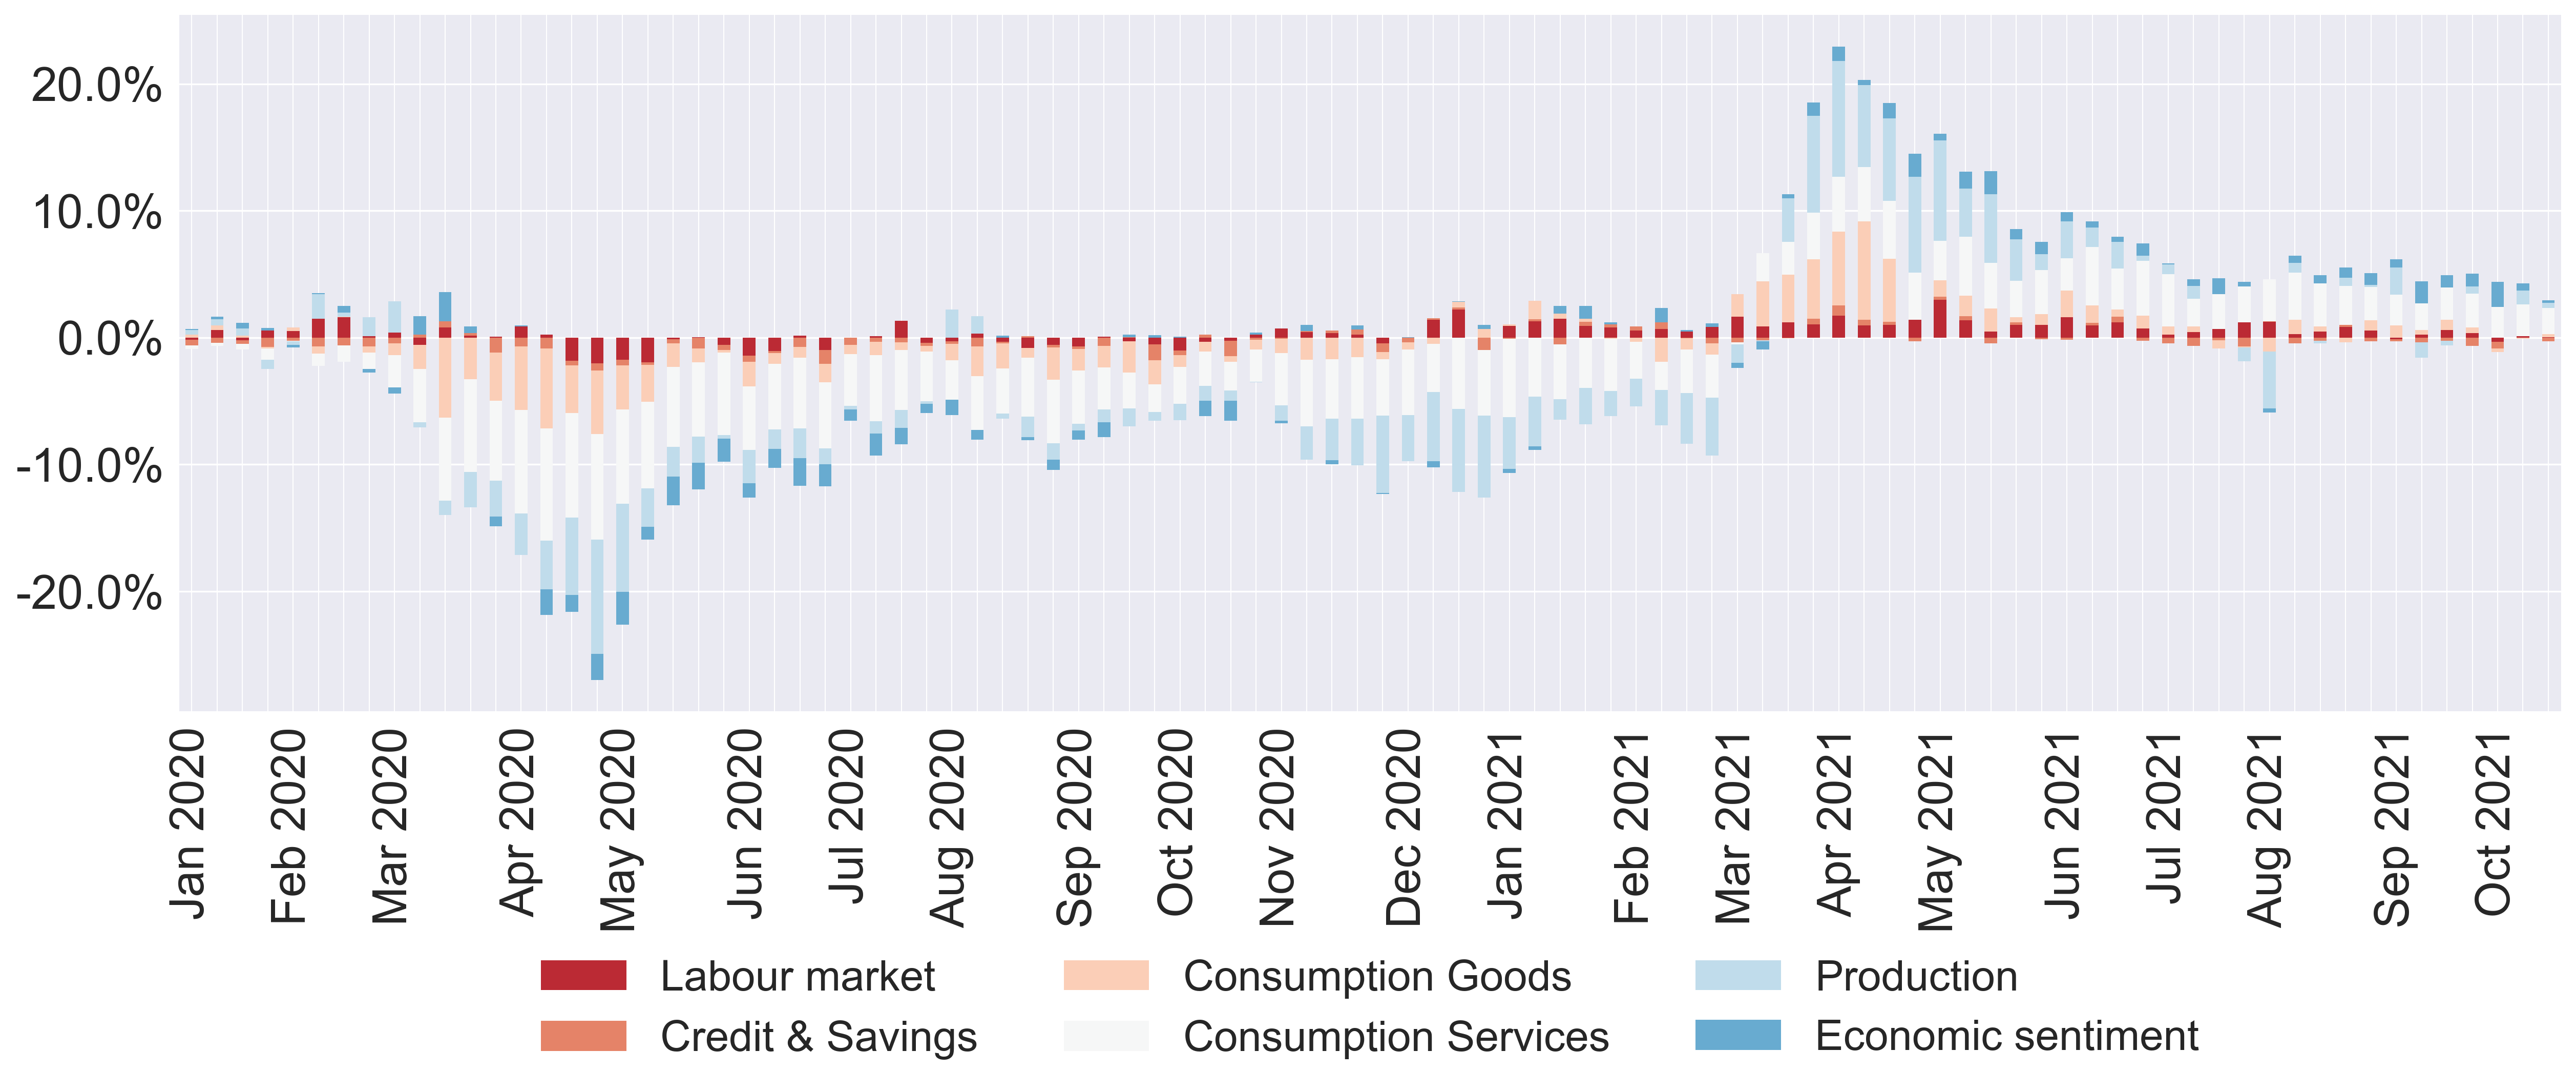 20.0%
10.0%
0.0%
-10.0%
-20.0%
Jan 2020
Feb 2020
Mar 2020
Apr 2020
May 2020
Jun 2020
Jul 2020
Aug 2020
Sep 2020
Oct 2020
Nov 2020
Dec 2020
Jan 2021
Feb 2021
Mar 2021
Apr 2021
May 2021
Jun 2021
Jul 2021
Aug 2021
Sep 2021
Oct 2021
Labour market
Consumption Goods
Production
Credit & Savings
Consumption Services
Economic sentiment